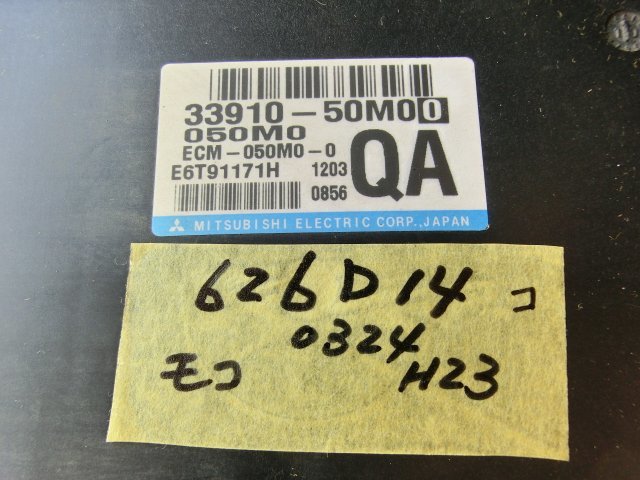 33910-50M00
050M0
ECM-050M0-0
QA
E6T91171H 1203
0856
MITSUBISHI ELECTRIC CORP., JAPAN
626D14 コ
0324
モコ H23